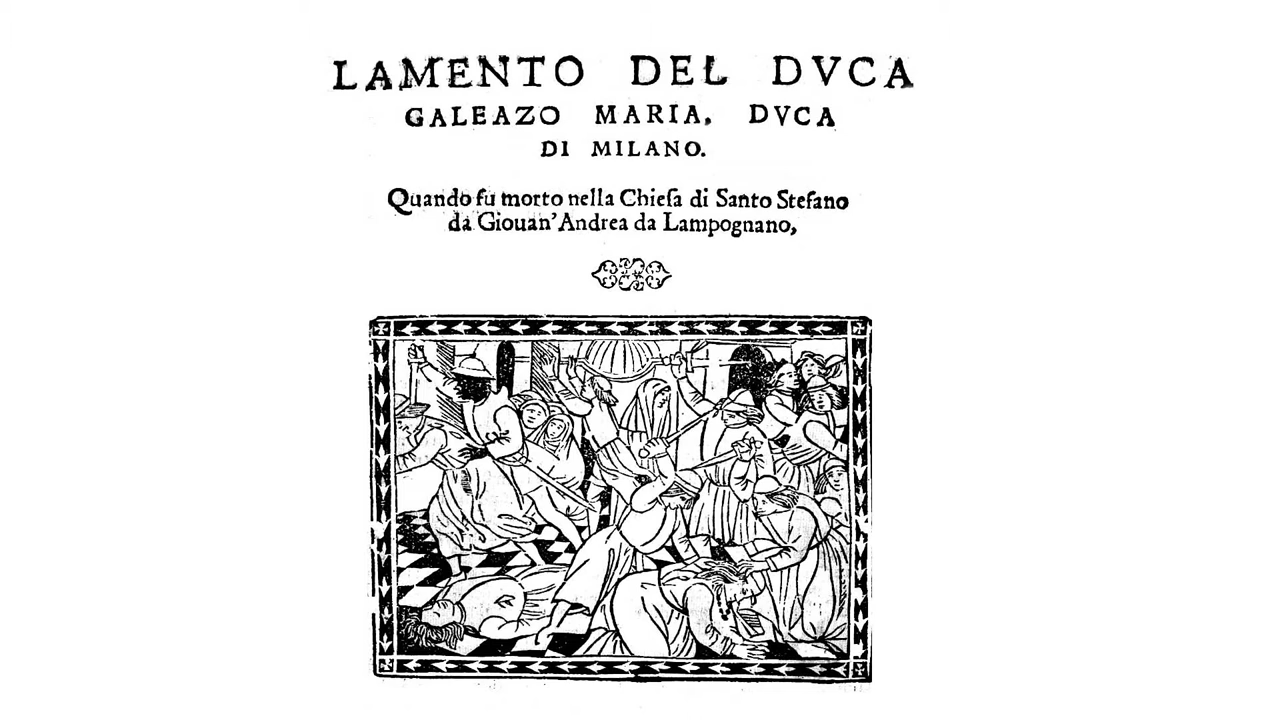 LAMENTO DEL DVCA
GALEAZO MARIA, DVCA
DI MILANO.
Quando fu morto nella Chieſa di Santo Stefano
da Giouan'Andrea da Lampognano,